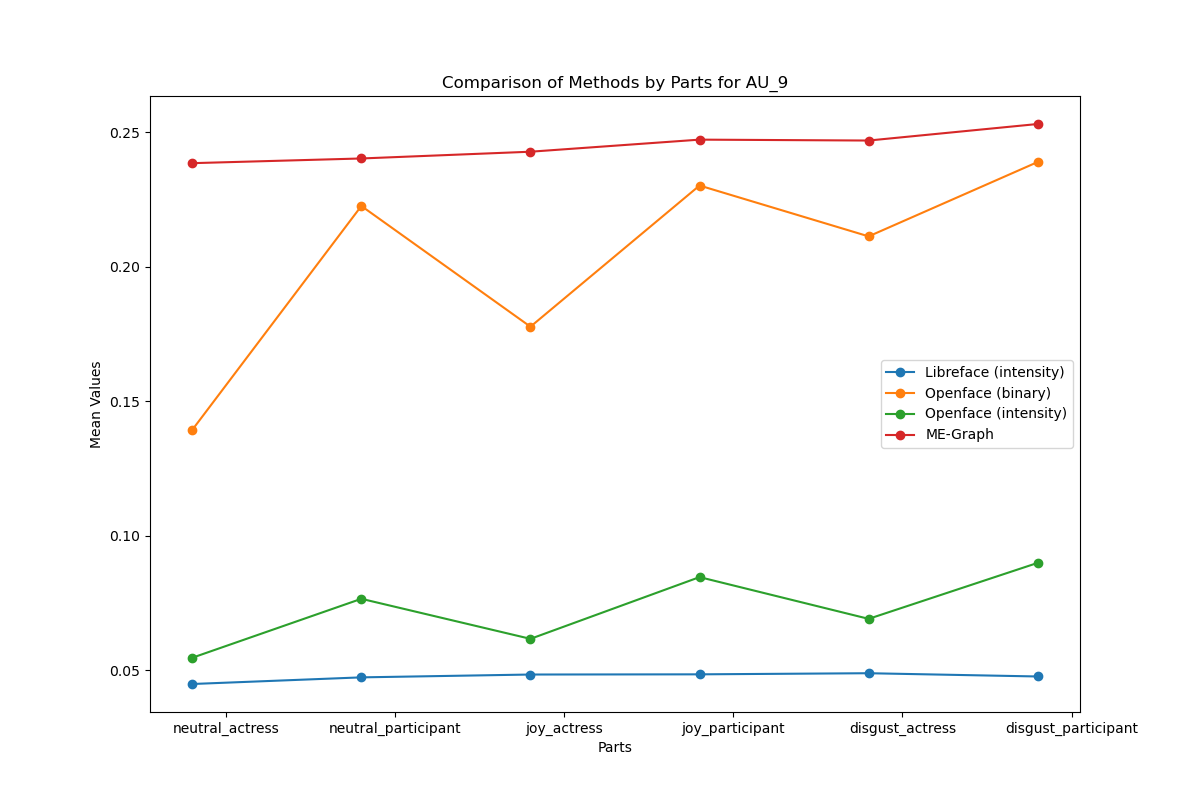 Comparison of Methods by Parts for AU_9
0.25
0.20
0.15
0.10
0.05
Mean Values
Libreface (intensity)
Openface (binary)
Openface (intensity)
ME-Graph
neutral_actress
neutral_participant
joy_actress
joy_participant
disgust_actress
disgust_participant
Parts